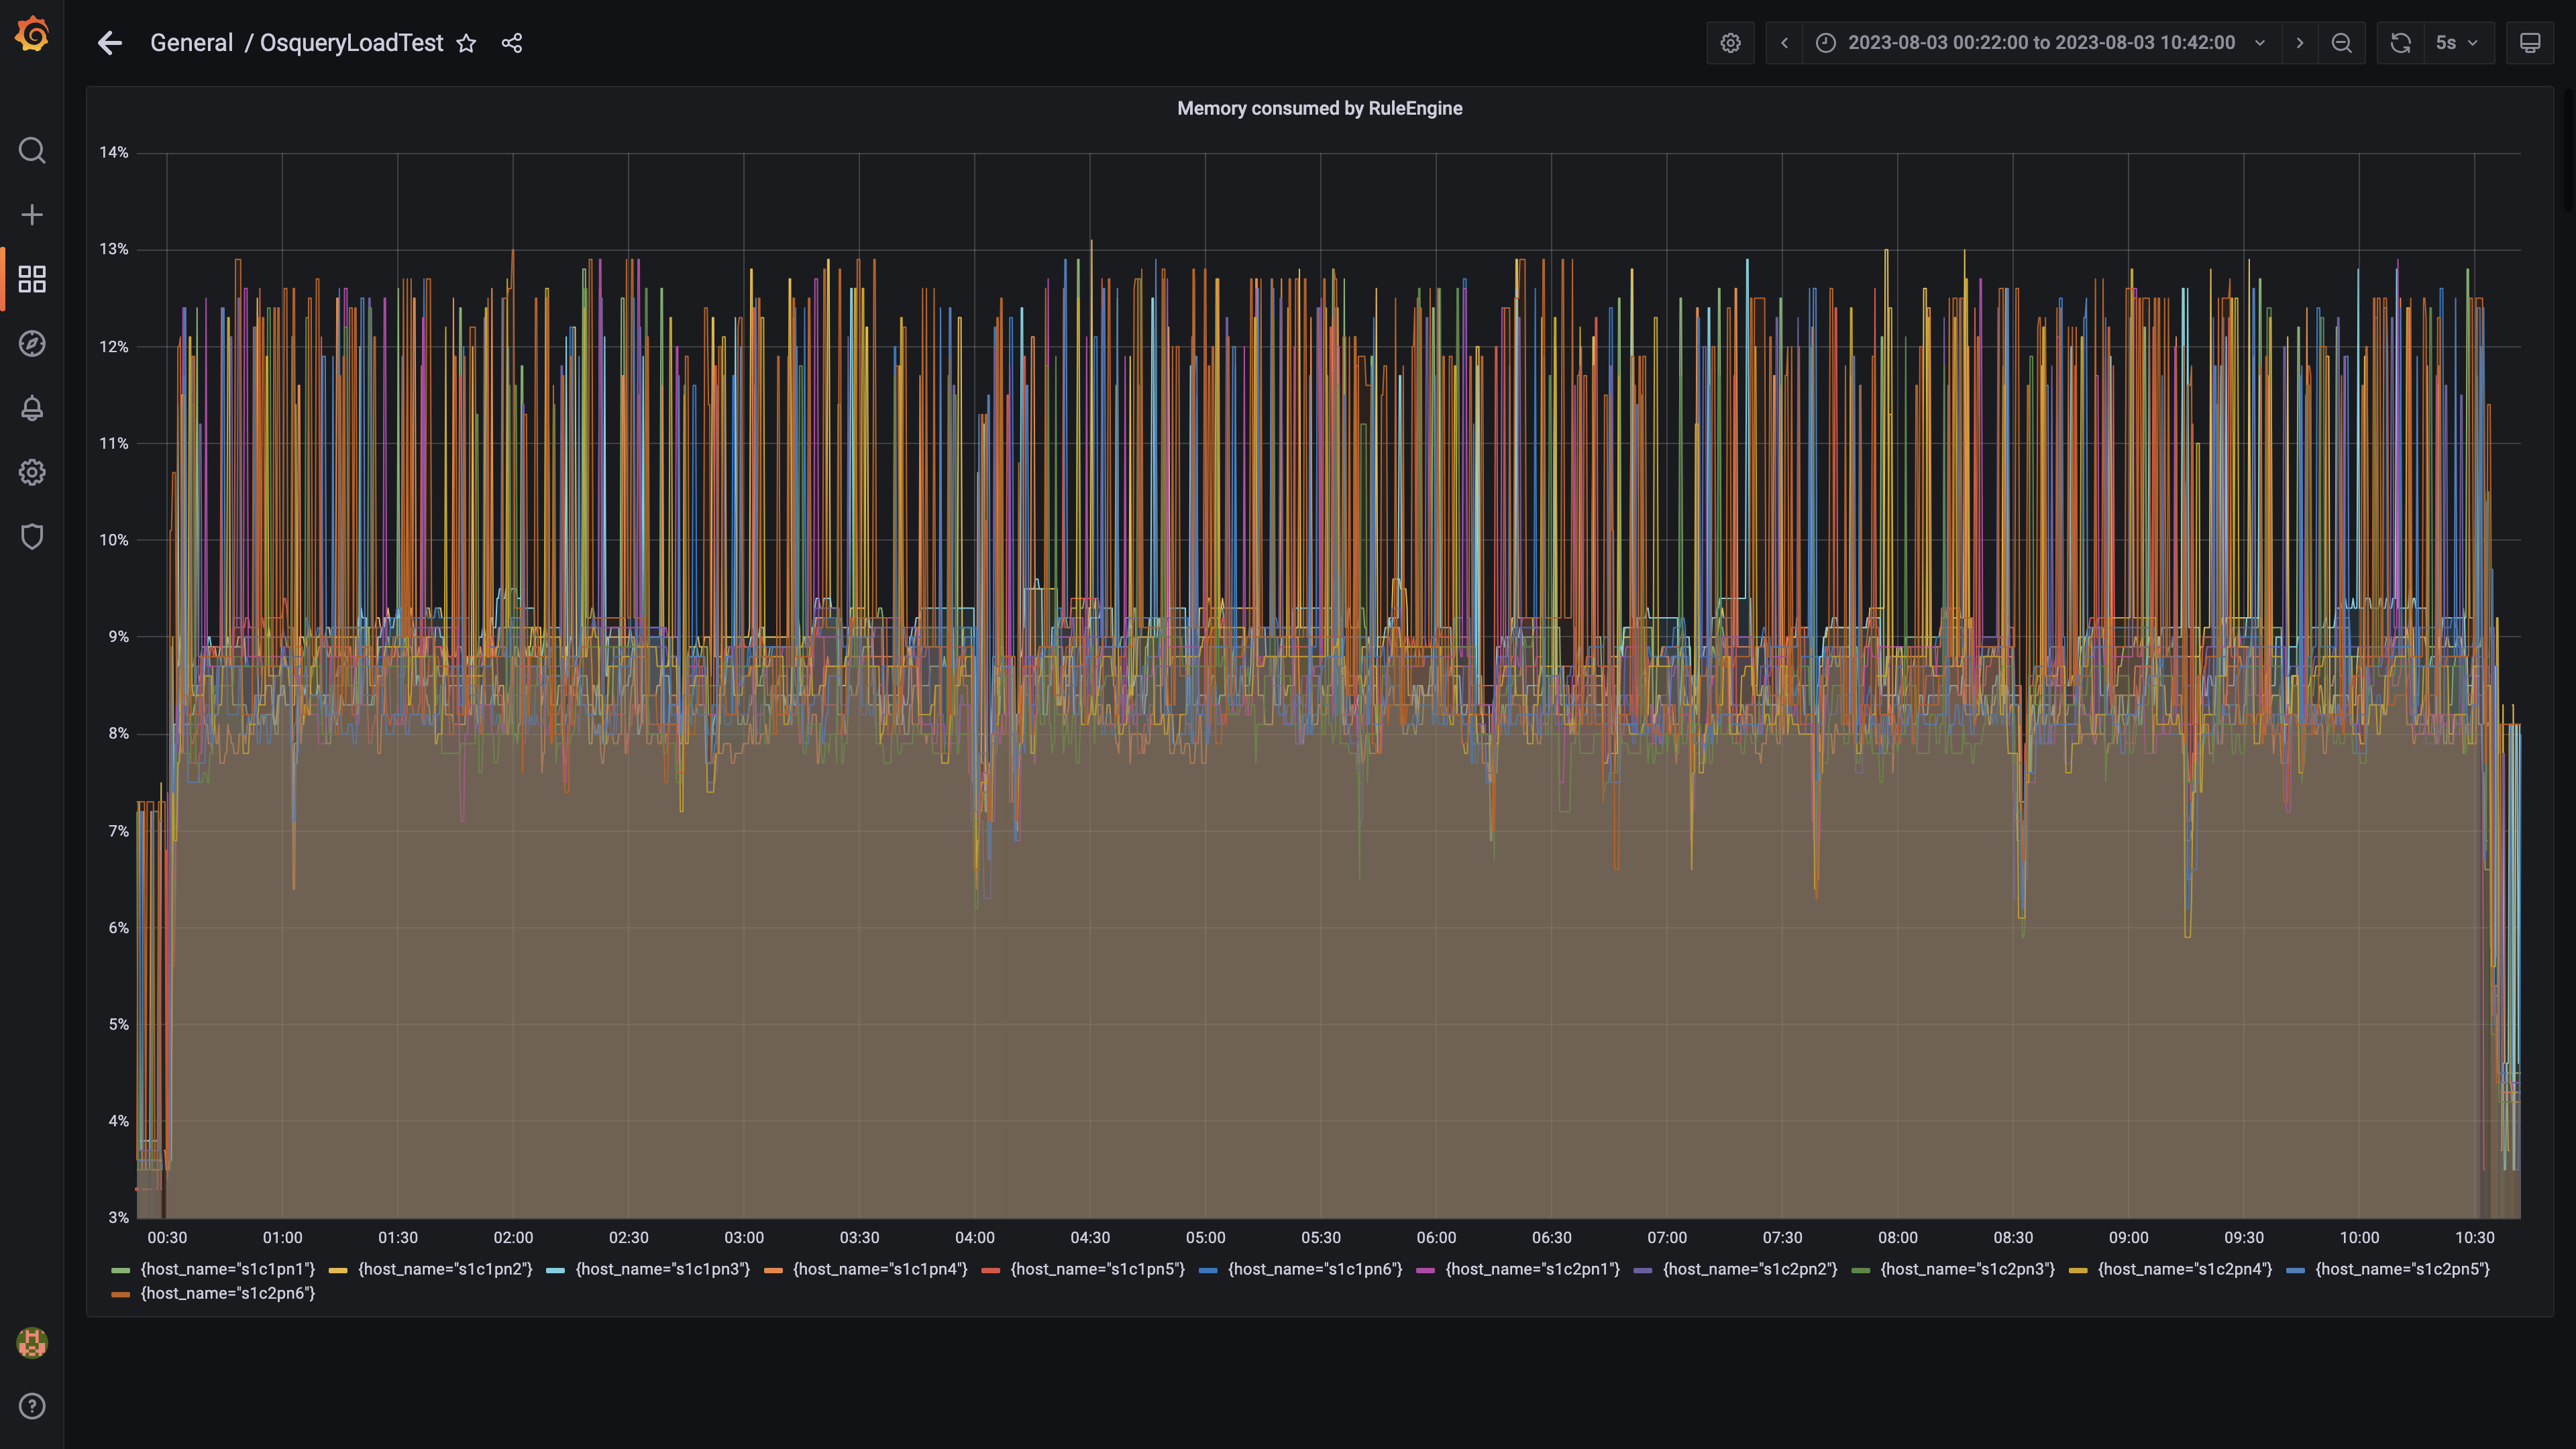 General / OsqueryLoadTest
2023-08-03 00:22:00 to 2023-08-03 10:42:00
5s
Memory consumed by RuleEngine
14%
13%
12%
11%
10%
9%
8%
7%
6%
5%
4%
3%
00:30 01:00 01:30 02:00 02:30 03:00 03:30 04:00 04:30 05:00 05:30 06:00 06:30 07:00 07:30 08:00 08:30 09:00 09:30 10:00 10:30
{host_name="s1c1pn1"} {host_name="s1c1pn2"} {host_name="s1c1pn3"} {host_name="s1c1pn4"} {host_name="s1c1pn5"} {host_name="s1c1pn6"} {host_name="s1c2pn1"} {host_name="s1c2pn2"} {host_name="s1c2pn3"} {host_name="s1c2pn4"} {host_name="s1c2pn5"}
{host_name="s1c2pn6"}